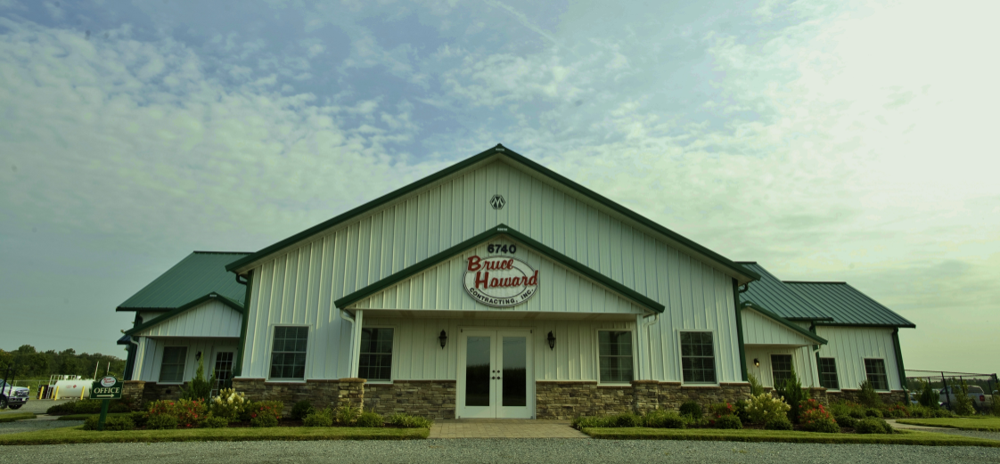 6740
Bruce
Howard
CONTRACTING, INC.
OFFICE